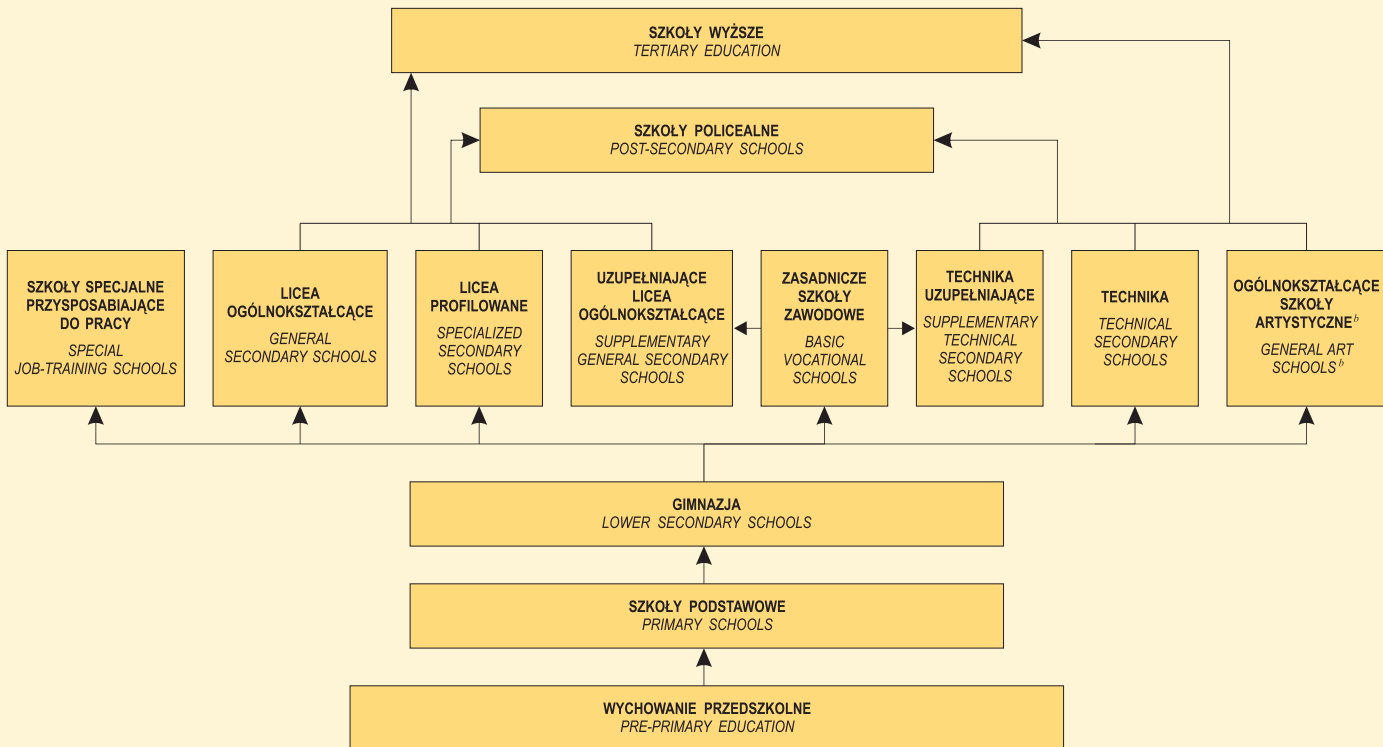 SZKOŁY WYŻSZE
TERTIARY EDUCATION
SZKOŁY POLICEALNE
POST-SECONDARY SCHOOLS
SZKOŁY SPECJALNE
PRZYSPOSABIAJĄCE
DO PRACY
SPECIAL
JOB-TRAINING SCHOOLS
LICEA
OGÓLNOKSZTAŁCĄCE
GENERAL
SECONDARY SCHOOLS
LICEA
PROFILOWANE
SPECIALIZED
SECONDARY
SCHOOLS
UZUPEŁNIAJĄCE
LICEA
OGÓLNOKSZTAŁCĄCE
SUPPLEMENTARY
GENERAL SECONDARY
SCHOOLS
ZASADNICZE
SZKOŁY
ZAWODOWE
BASIC
VOCATIONAL
SCHOOLS
TECHNIKA
UZUPEŁNIAJĄCE
SUPPLEMENTARY
TECHNICAL
SECONDARY
SCHOOLS
TECHNIKA
TECHNICAL
SECONDARY
SCHOOLS
OGÓLNOKSZTAŁCĄCE
SZKOŁY
ARTYSTYCZNE b
GENERAL ART
SCHOOLS b
GIMNAZJA
LOWER SECONDARY SCHOOLS
SZKOŁY PODSTAWOWE
PRIMARY SCHOOLS
WYCHOWANIE PRZEDSZKOLNE
PRE-PRIMARY EDUCATION